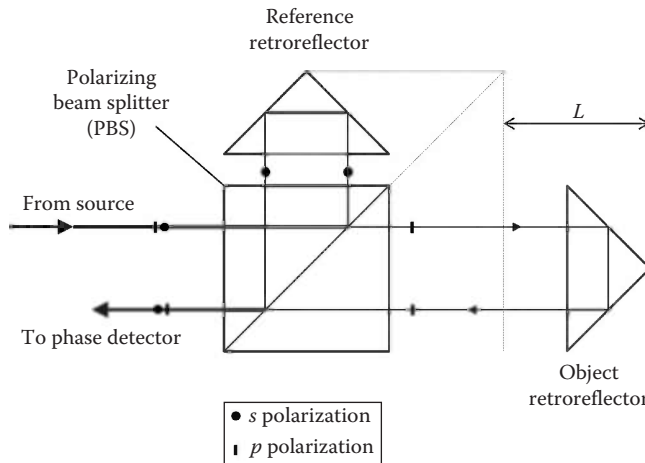 Reference
retroreflector
Polarizing
beam splitter
(PBS)
L
From source
To phase detector
Object
retroreflector
s polarization
p polarization